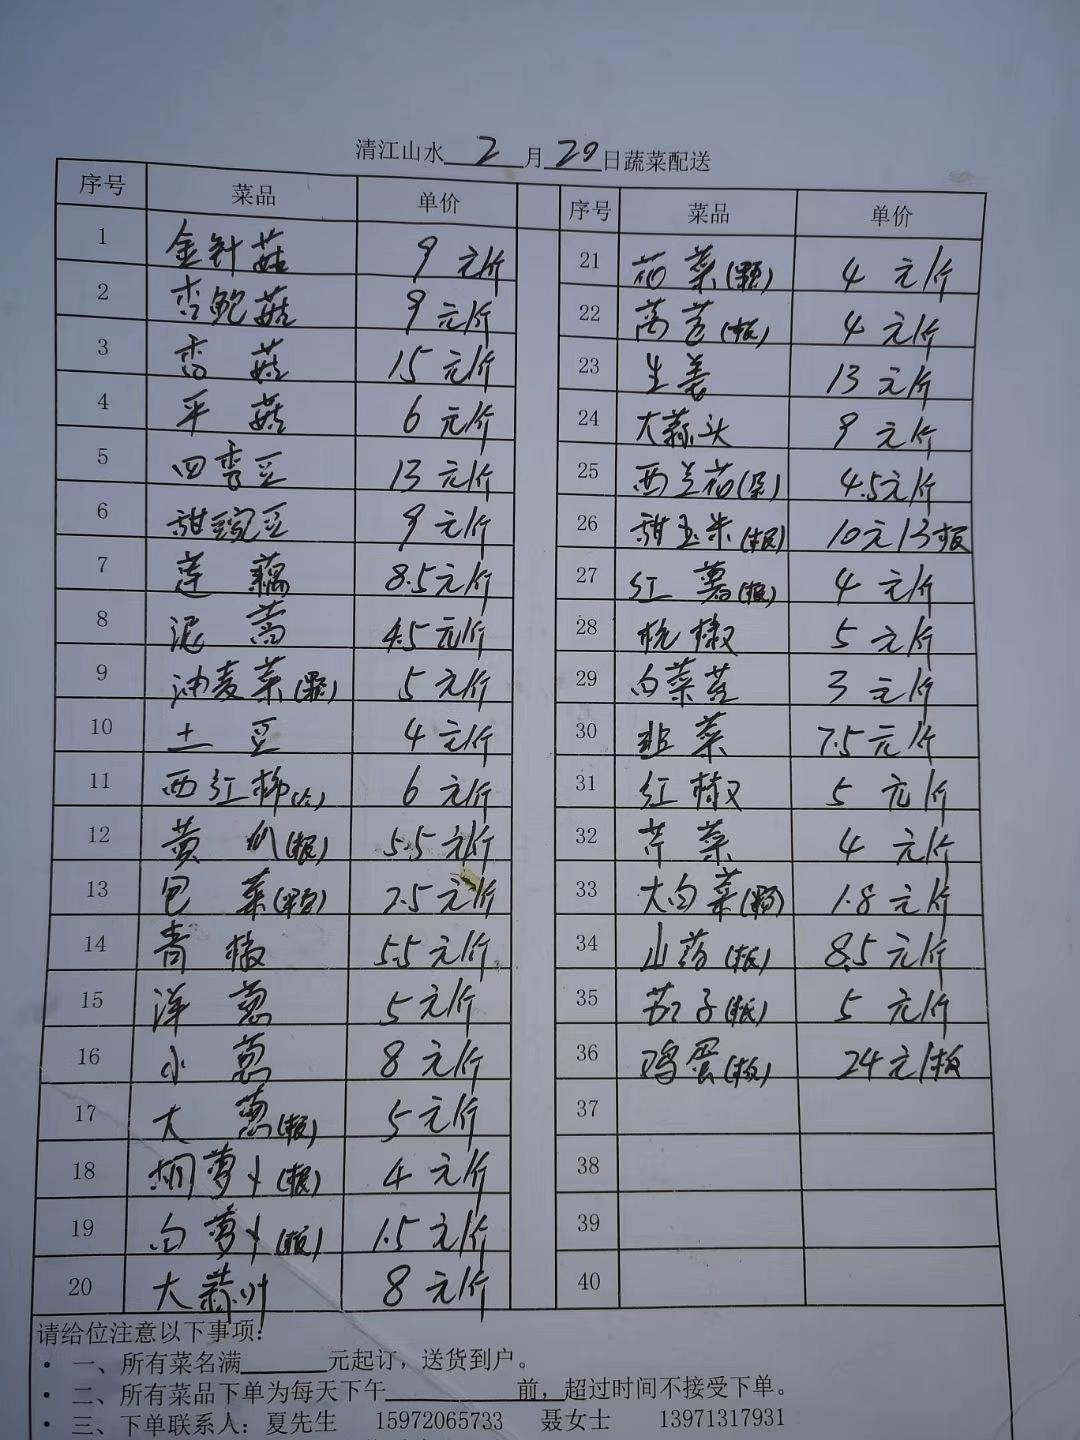 清江山水 2 月 29 日蔬菜配送
序号 菜品 单价 序号 菜品 单价
1 金针菇 9元/斤 21 花菜(颗) 4元/斤
2 杏鲍菇 9元/斤 22 莴苣(根) 4元/斤
3 香菇 15元/斤 23 生姜 13元/斤
4 平菇 6元/斤 24 大蒜头 9元/斤
5 四季豆 13元/斤 25 西兰花(朵) 4.5元/斤
6 甜豌豆 9元/斤 26 甜玉米(根) 10元/3根
7 莲藕 8.5元/斤 27 红薯(根) 4元/斤
8 泥蒿 4.5元/斤 28 杭椒 5元/斤
9 油麦菜(颗) 5元/斤 29 白菜苔 3元/斤
10 土豆 4元/斤 30 韭菜 7.5元/斤
11 西红柿(个) 6元/斤 31 红椒 5元/斤
12 黄瓜(根) 5.5元/斤 32 芹菜 4元/斤
13 包菜(颗) 2.5元/斤 33 大白菜(颗) 1.8元/斤
14 青椒 5.5元/斤 34 山药(根) 8.5元/斤
15 洋葱 5元/斤 35 茄子(根) 5元/斤
16 小葱 8元/斤 36 鸡蛋(板) 24元/板
17 大葱(根) 5元/斤 37
18 胡萝卜(根) 4元/斤 38
19 白萝卜(根) 1.5元/斤 39
20 大蒜叶 8元/斤 40
请给位注意以下事项:
· 一、所有菜名满______元起订，送货到户。
· 二、所有菜品下单为每天下午__________前，超过时间不接受下单。
· 三、下单联系人：夏先生 15972065733 聂女士 13971317931